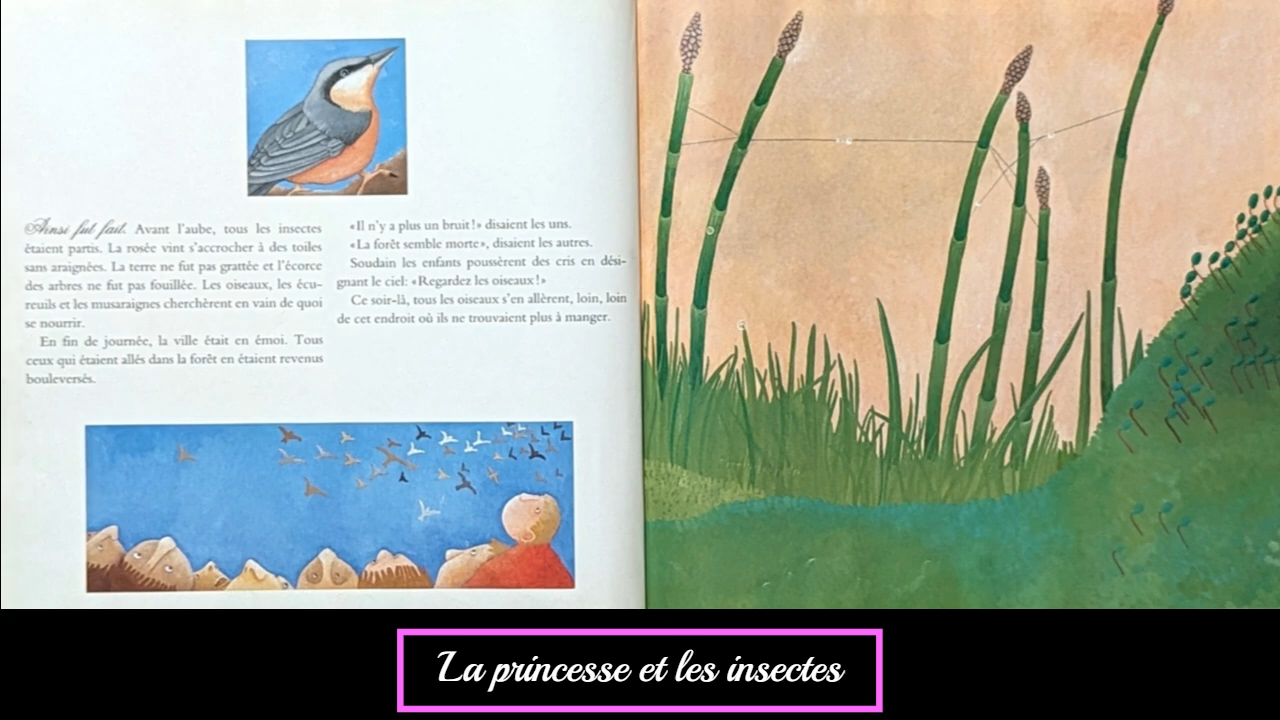 Ainsi fut fait. Avant l'aube, tous les insectes
étaient partis. La rosée vint s'accrocher à des toiles
sans araignées. La terre ne fut pas grattée et l'écorce
des arbres ne fut pas fouillée. Les oiseaux, les écu-
reuils et les musaraignes cherchèrent en vain de quoi
se nourrir.
En fin de journée, la ville était en émoi. Tous
ceux qui étaient allés dans la forêt en étaient revenus
bouleversés.
«Il n'y a plus un bruit!» disaient les uns.
«La forêt semble morte», disaient les autres.
Soudain les enfants poussèrent des cris en dési-
gnant le ciel: «Regardez les oiseaux!»
Ce soir-là, tous les oiseaux s'en allèrent, loin, loin
de cet endroit où ils ne trouvaient plus à manger.
La princesse et les insectes